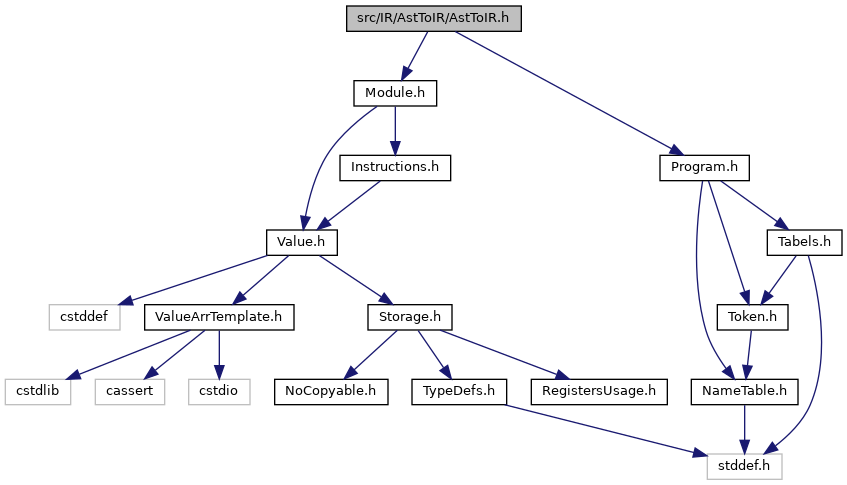 src/IR/AstToIR/AstToIR.h
Module.h
Instructions.h
Program.h
Value.h
Tabels.h
cstddef
ValueArrTemplate.h
Storage.h
Token.h
cstdlib
cassert
cstdio
NoCopyable.h
TypeDefs.h
RegistersUsage.h
NameTable.h
stddef.h